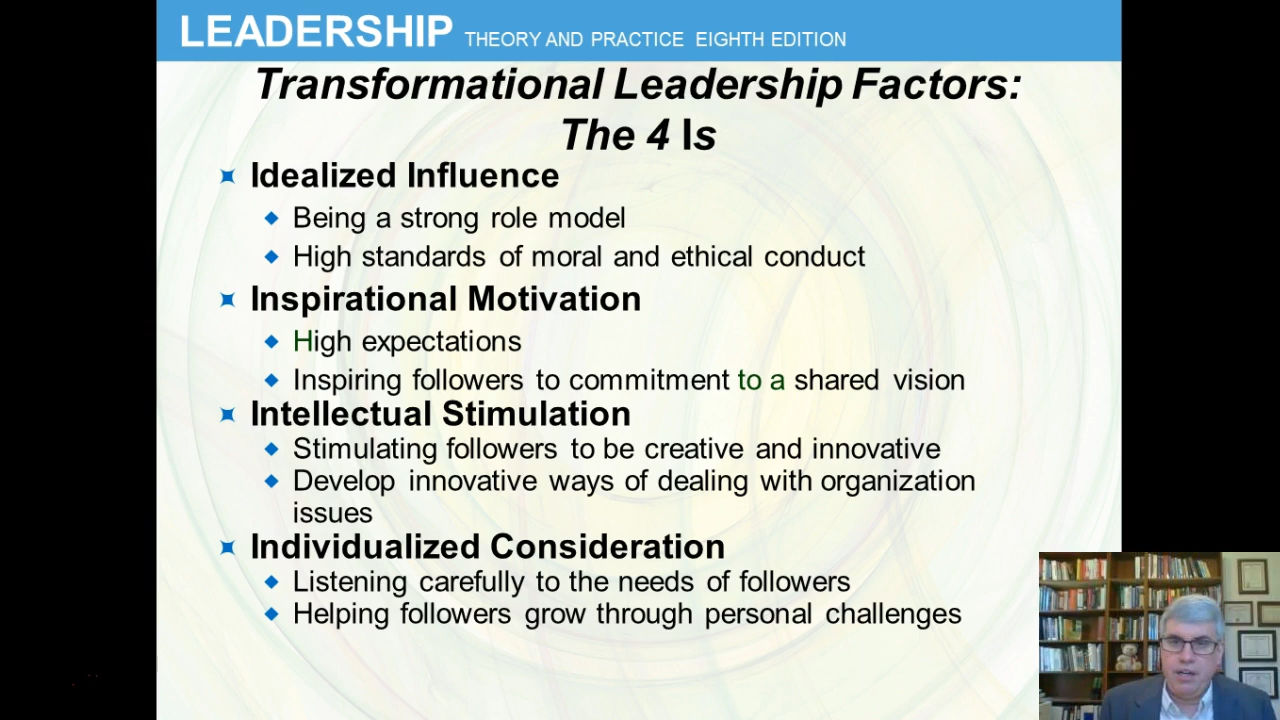 LEADERSHIP THEORY AND PRACTICE EIGHTH EDITION
Transformational Leadership Factors:
The 4 Is
Idealized Influence
Being a strong role model
High standards of moral and ethical conduct
Inspirational Motivation
High expectations
Inspiring followers to commitment to a shared vision
Intellectual Stimulation
Stimulating followers to be creative and innovative
Develop innovative ways of dealing with organization
issues
Individualized Consideration
Listening carefully to the needs of followers
Helping followers grow through personal challenges